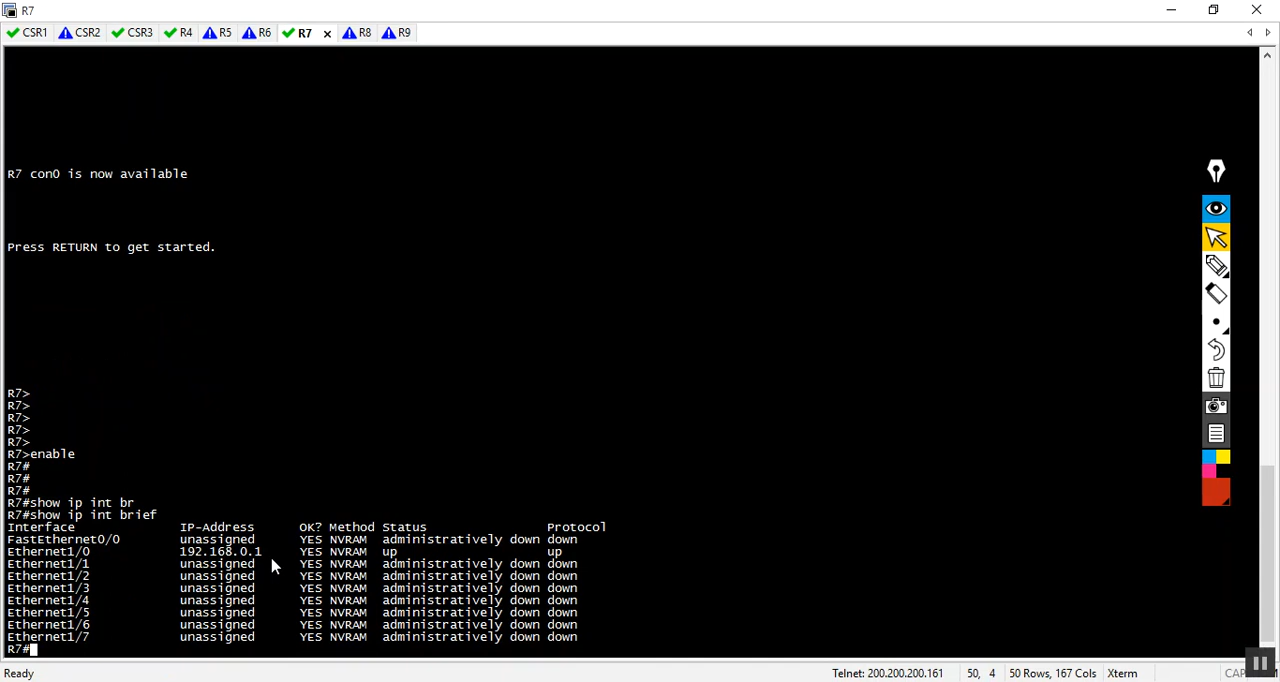 R7
CSR1 CSR2 CSR3 R4 R5 R6 R7 x R8 R9
R7 con0 is now available
Press RETURN to get started.
R7>
R7>
R7>
R7>
R7>
R7>enable
R7#
R7#
R7#
R7#show ip int br
R7#show ip int brief
Interface IP-Address OK? Method Status Protocol
FastEthernet0/0 unassigned YES NVRAM administratively down down
Ethernet1/0 192.168.0.1 YES NVRAM up up
Ethernet1/1 unassigned YES NVRAM administratively down down
Ethernet1/2 unassigned YES NVRAM administratively down down
Ethernet1/3 unassigned YES NVRAM administratively down down
Ethernet1/4 unassigned YES NVRAM administratively down down
Ethernet1/5 unassigned YES NVRAM administratively down down
Ethernet1/6 unassigned YES NVRAM administratively down down
Ethernet1/7 unassigned YES NVRAM administratively down down
R7#
Ready Telnet: 200.200.200.161 50, 4 50 Rows, 167 Cols Xterm